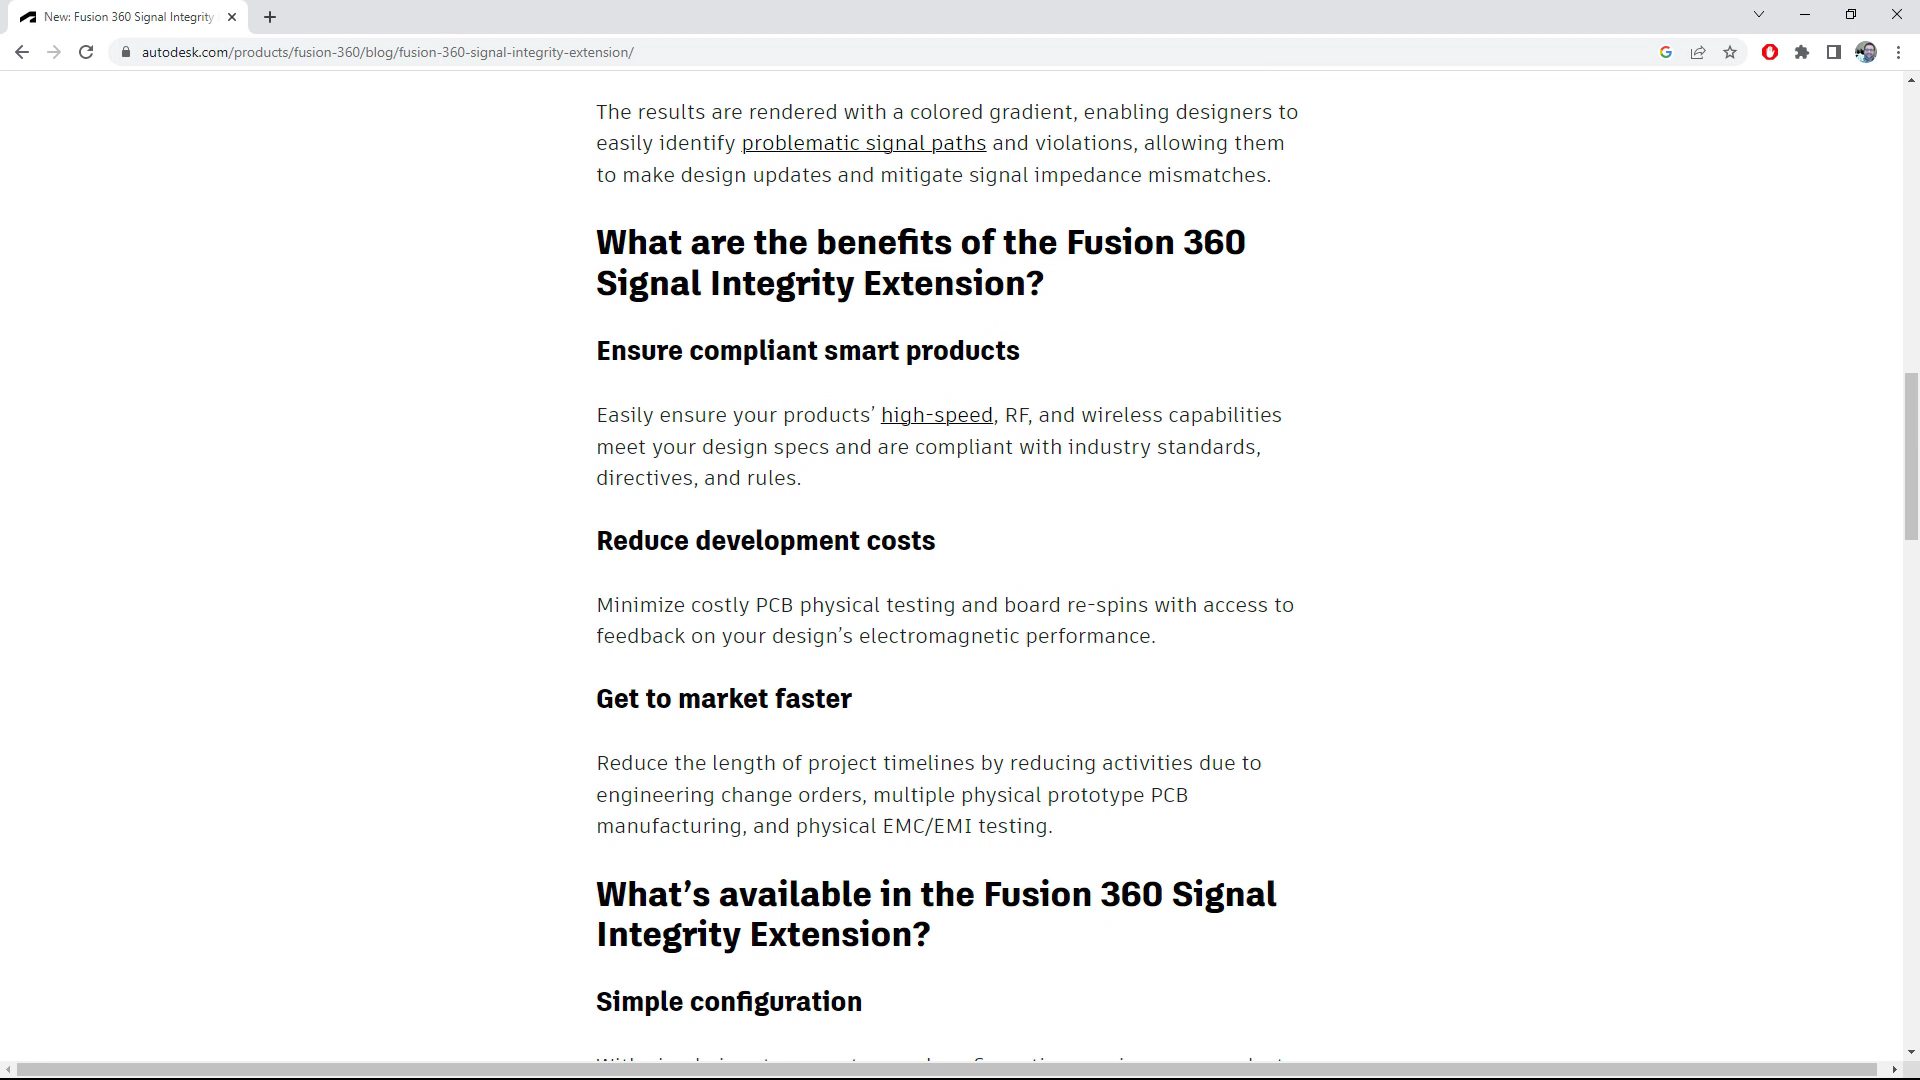 New: Fusion 360 Signal Integrity
autodesk.com/products/fusion-360/blog/fusion-360-signal-integrity-extension/
The results are rendered with a colored gradient, enabling designers to
easily identify problematic signal paths and violations, allowing them
to make design updates and mitigate signal impedance mismatches.
What are the benefits of the Fusion 360
Signal Integrity Extension?
Ensure compliant smart products
Easily ensure your products’ high-speed, RF, and wireless capabilities
meet your design specs and are compliant with industry standards,
directives, and rules.
Reduce development costs
Minimize costly PCB physical testing and board re-spins with access to
feedback on your design’s electromagnetic performance.
Get to market faster
Reduce the length of project timelines by reducing activities due to
engineering change orders, multiple physical prototype PCB
manufacturing, and physical EMC/EMI testing.
What’s available in the Fusion 360 Signal
Integrity Extension?
Simple configuration